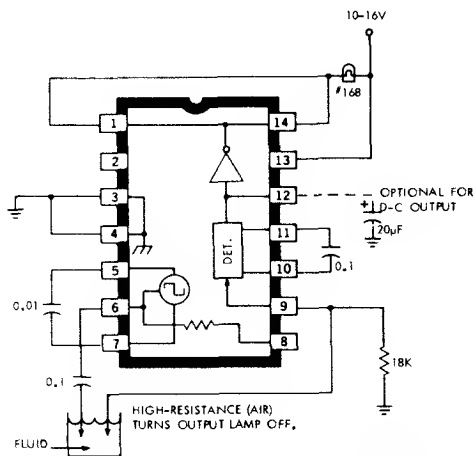 10-16V
#168
1
14
2
13
3
12
OPTIONAL FOR
D-C OUTPUT
+
20µF
4
11
DET.
0.1
5
10
0.01
6
9
7
8
18K
0.1
HIGH-RESISTANCE (AIR)
TURNS OUTPUT LAMP OFF.
FLUID